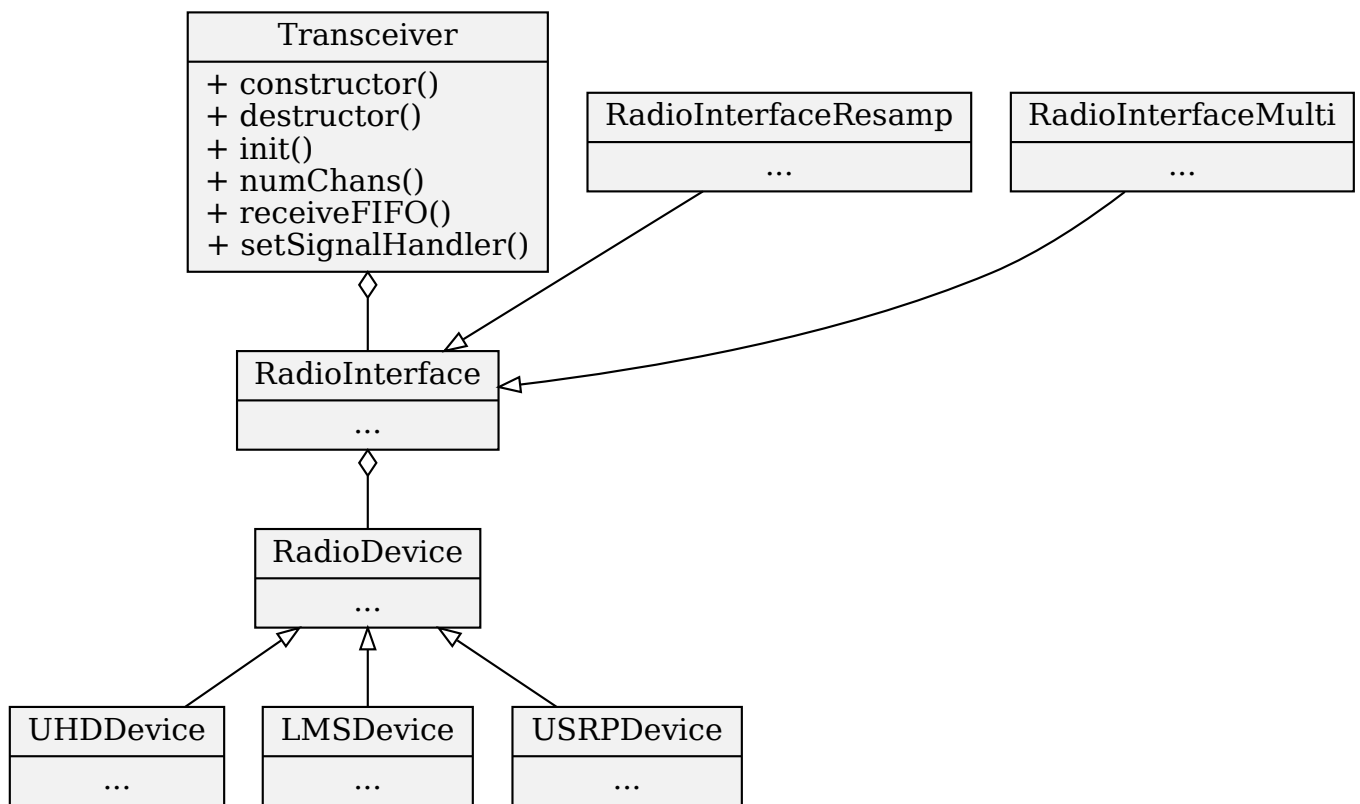 Transceiver
+ constructor()
+ destructor()
+ init()
+ numChans()
+ receiveFIFO()
+ setSignalHandler()
RadioInterfaceResamp
...
RadioInterfaceMulti
...
RadioInterface
...
RadioDevice
...
UHDDevice
...
LMSDevice
...
USRPDevice
...